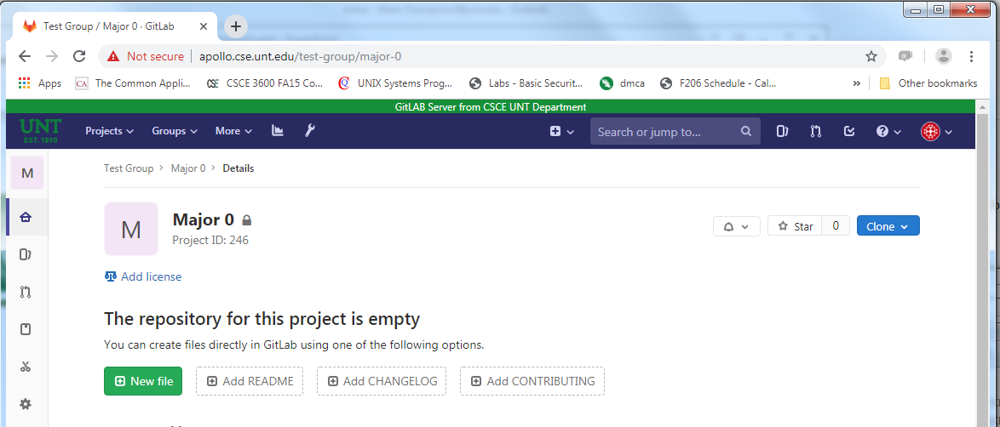 Test Group / Major 0 · GitLab
Not secure apollo.cse.unt.edu/test-group/major-0
Apps CA The Common Appli... CSE CSCE 3600 FA15 Co... UNIX Systems Prog... Labs - Basic Securit... dmca F206 Schedule - Cal... » Other bookmarks
GitLAB Server from CSCE UNT Department
UNT
EST. 1890
Projects Groups More Search or jump to...
M
Test Group > Major 0 > Details
M
Major 0
Project ID: 246
Star 0 Clone
Add license
The repository for this project is empty
You can create files directly in GitLab using one of the following options.
New file Add README Add CHANGELOG Add CONTRIBUTING